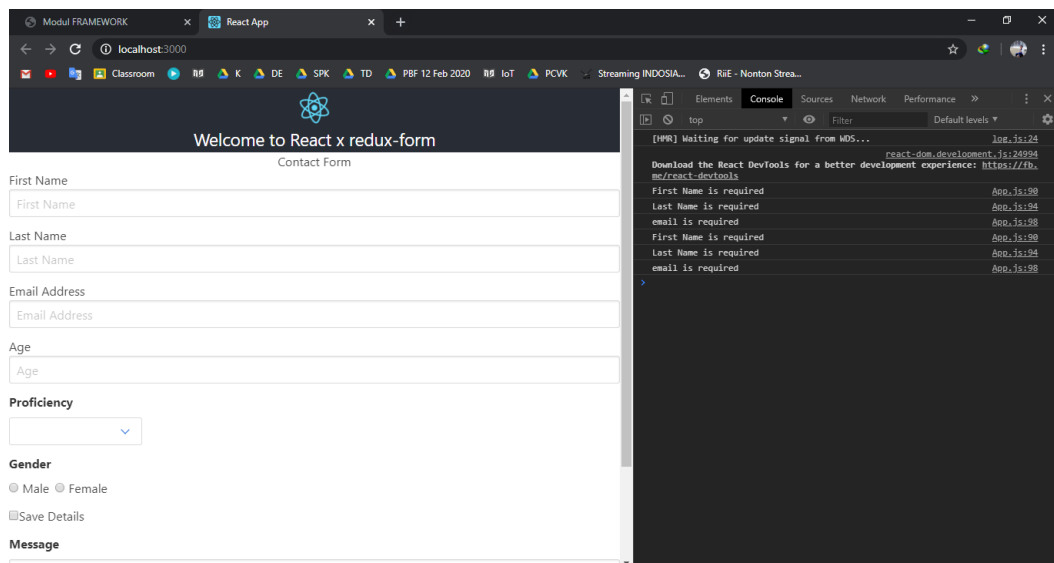 Modul FRAMEWORK
React App
localhost:3000
Classroom
K
DE
SPK
TD
PBF 12 Feb 2020
IoT
PCVK
Streaming INDOSIA...
RiiE - Nonton Strea...
Welcome to React x redux-form
Contact Form
First Name
First Name
Last Name
Last Name
Email Address
Email Address
Age
Age
Proficiency
Gender
Male Female
Save Details
Message
Elements Console Sources Network Performance »
top Filter Default levels ▼
[HMR] Waiting for update signal from WDS... log.js:24
react-dom.development.js:24994
Download the React DevTools for a better development experience: https://fb.
me/react-devtools
First Name is required App.js:90
Last Name is required App.js:94
email is required App.js:98
First Name is required App.js:90
Last Name is required App.js:94
email is required App.js:98